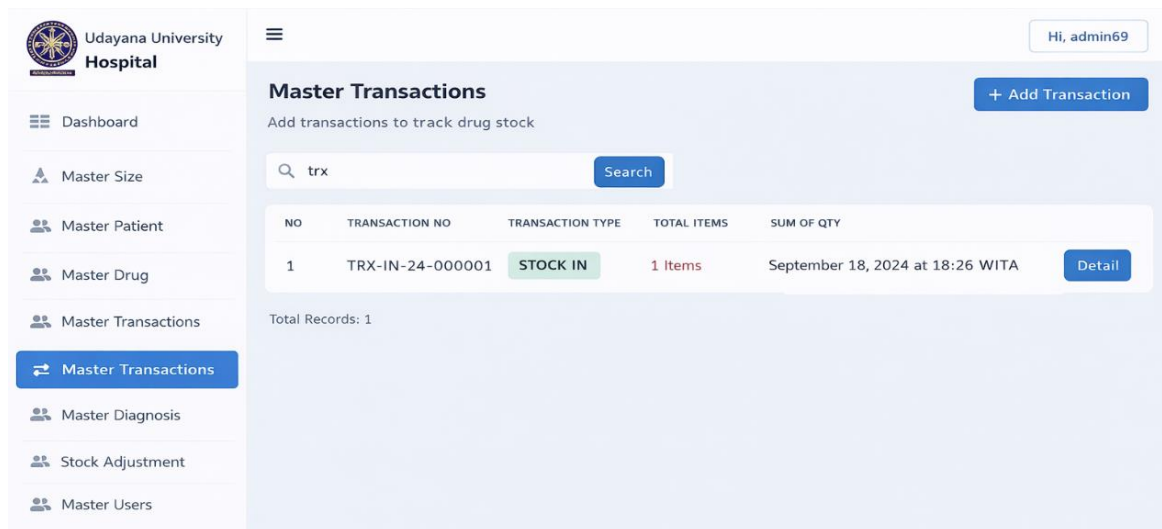 Udayana University
Hospital
Hi, admin69
Dashboard
Master Size
Master Patient
Master Drug
Master Transactions
Master Transactions
Master Diagnosis
Stock Adjustment
Master Users
Master Transactions
+ Add Transaction
Add transactions to track drug stock
trx Search
NO TRANSACTION NO TRANSACTION TYPE TOTAL ITEMS SUM OF QTY
1 TRX-IN-24-000001 STOCK IN 1 Items September 18, 2024 at 18:26 WITA Detail
Total Records: 1